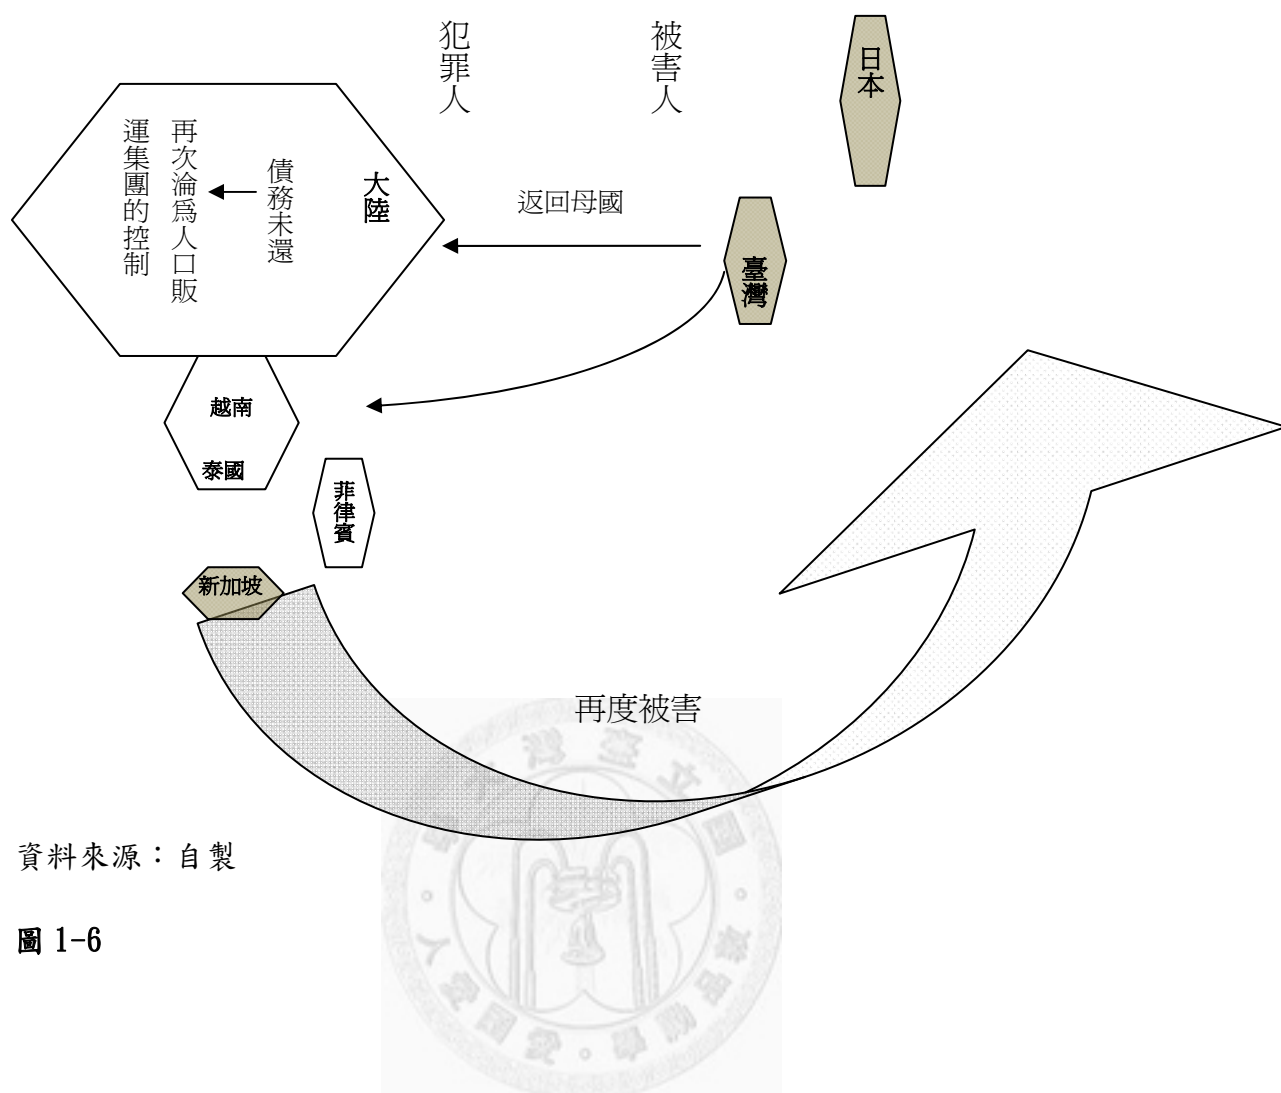 犯罪人
被害人
日本
大陸
債務未還
再次淪為人口販
運集團的控制
返回母國
臺灣
越南
泰國
菲律賓
新加坡
再度被害
資料來源：自製
圖 1-6